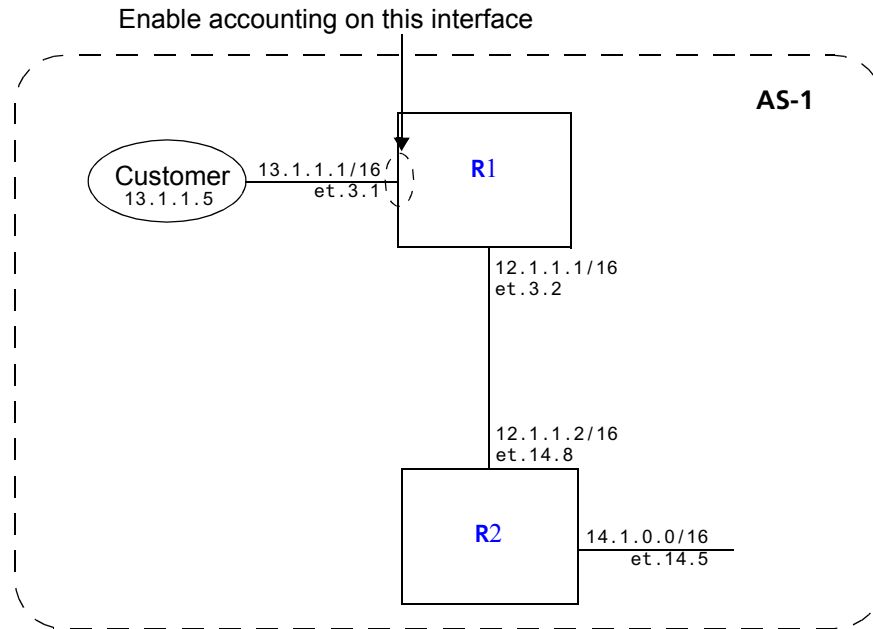 Enable accounting on this interface
AS-1
R1
Customer
13.1.1.5
13.1.1.1/16
et.3.1
12.1.1.1/16
et.3.2
12.1.1.2/16
et.14.8
R2
14.1.0.0/16
et.14.5